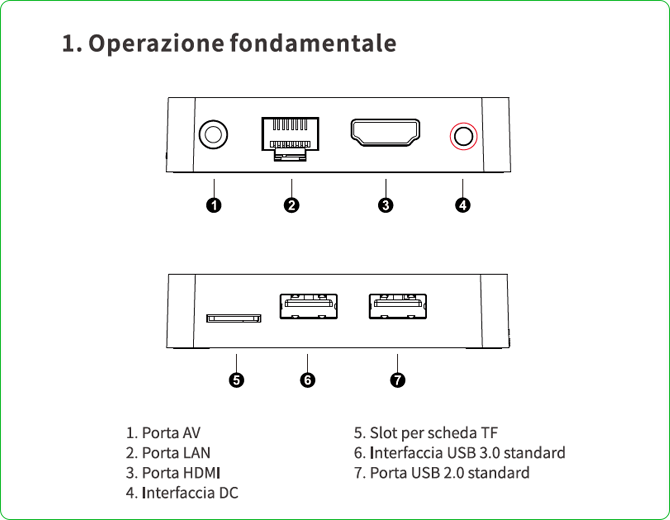 1. Operazione fondamentale
1 2 3 4
5 6 7
1. Porta AV
2. Porta LAN
3. Porta HDMI
4. Interfaccia DC
5. Slot per scheda TF
6. Interfaccia USB 3.0 standard
7. Porta USB 2.0 standard